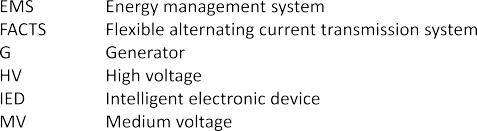 EMS Energy management system
FACTS Flexible alternating current transmission system
G Generator
HV High voltage
IED Intelligent electronic device
MV Medium voltage